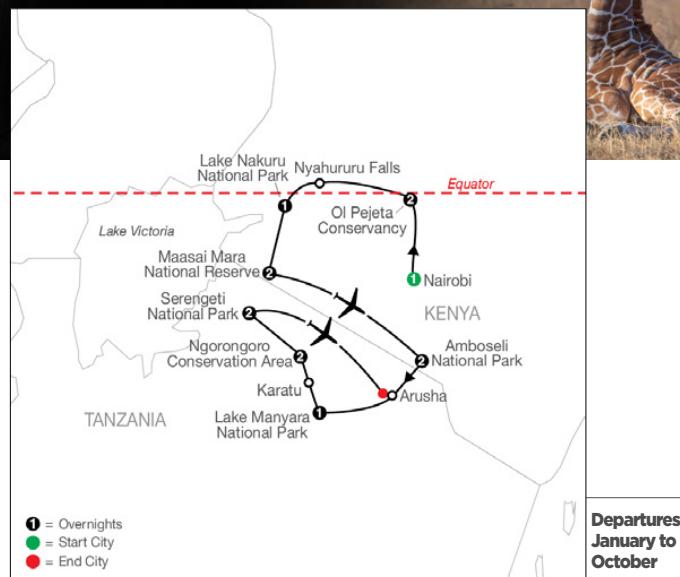 Lake Nakuru
National Park
Nyahururu Falls
Equator
1
2
Ol Pejeta
Conservancy
Lake Victoria
Maasai Mara
National Reserve
2
1 Nairobi
Serengeti
National Park
2
KENYA
Ngorongoro
Conservation Area
2
2
Amboseli
National Park
Karatu
Arusha
TANZANIA
Lake Manyara
National Park
1
1 = Overnights
= Start City
= End City
Departures
January to
October